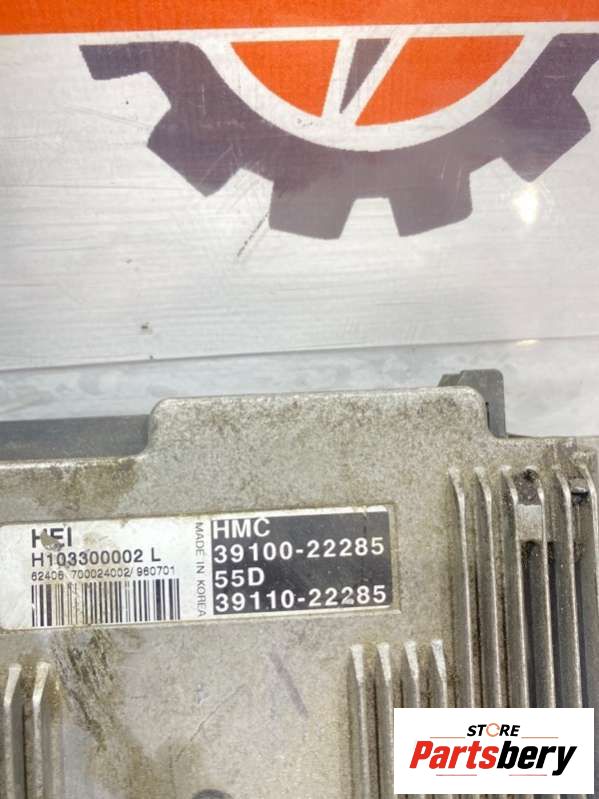 HEI
H103300002 L
62406 700024002/ 960701
MADE IN KOREA
HMC
39100-22285
55D
39110-22285
STORE
Partsbery